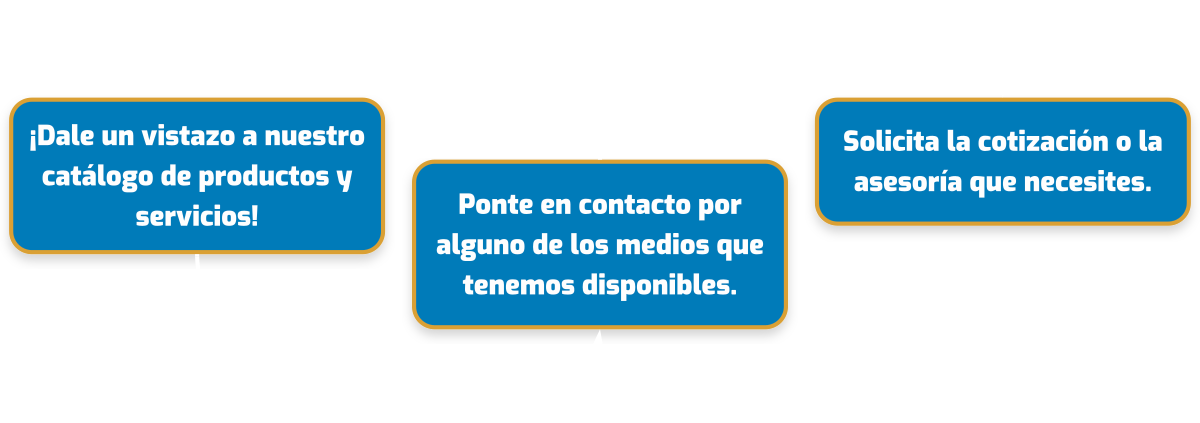 ¡Dale un vistazo a nuestro
catálogo de productos y
servicios!
Ponte en contacto por
alguno de los medios que
tenemos disponibles.
Solicita la cotización o la
asesoría que necesites.